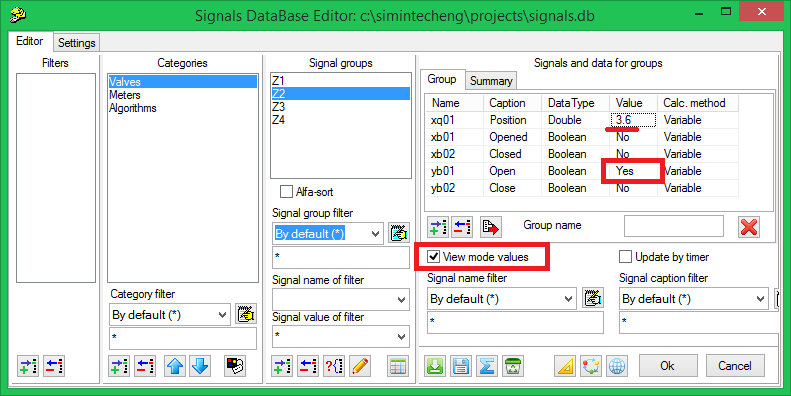 Signals DataBase Editor: c:\simintecheng\projects\signals.db
Editor Settings
Filters
Categories
Valves
Meters
Algorithms
Category filter
By default (*)
*
Signal groups
Z1
Z2
Z3
Z4
Alfa-sort
Signal group filter
By default (*)
*
Signal name of filter
Signal value of filter
*
Signals and data for groups
Group Summary
Name Caption DataType Value Calc. method
xq01 Position Double 3.6 Variable
xb01 Opened Boolean No Variable
xb02 Closed Boolean No Variable
yb01 Open Boolean Yes Variable
yb02 Close Boolean No Variable
Group name
View mode values Update by timer
Signal name filter Signal caption filter
By default (*) By default (*)
* *
Ok Cancel